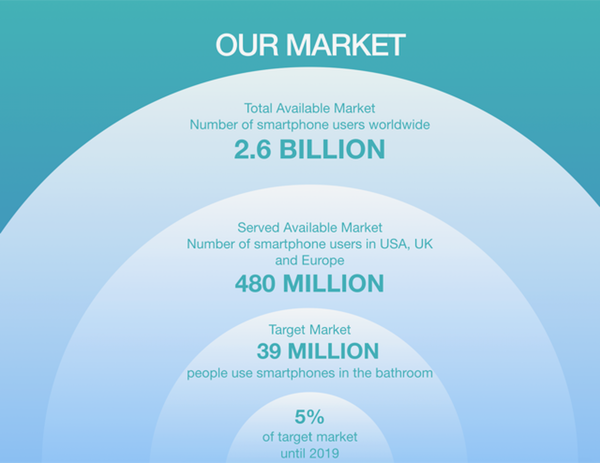 OUR MARKET
Total Available Market
Number of smartphone users worldwide
2.6 BILLION
Served Available Market
Number of smartphone users in USA, UK
and Europe
480 MILLION
Target Market
39 MILLION
people use smartphones in the bathroom
5%
of target market
until 2019